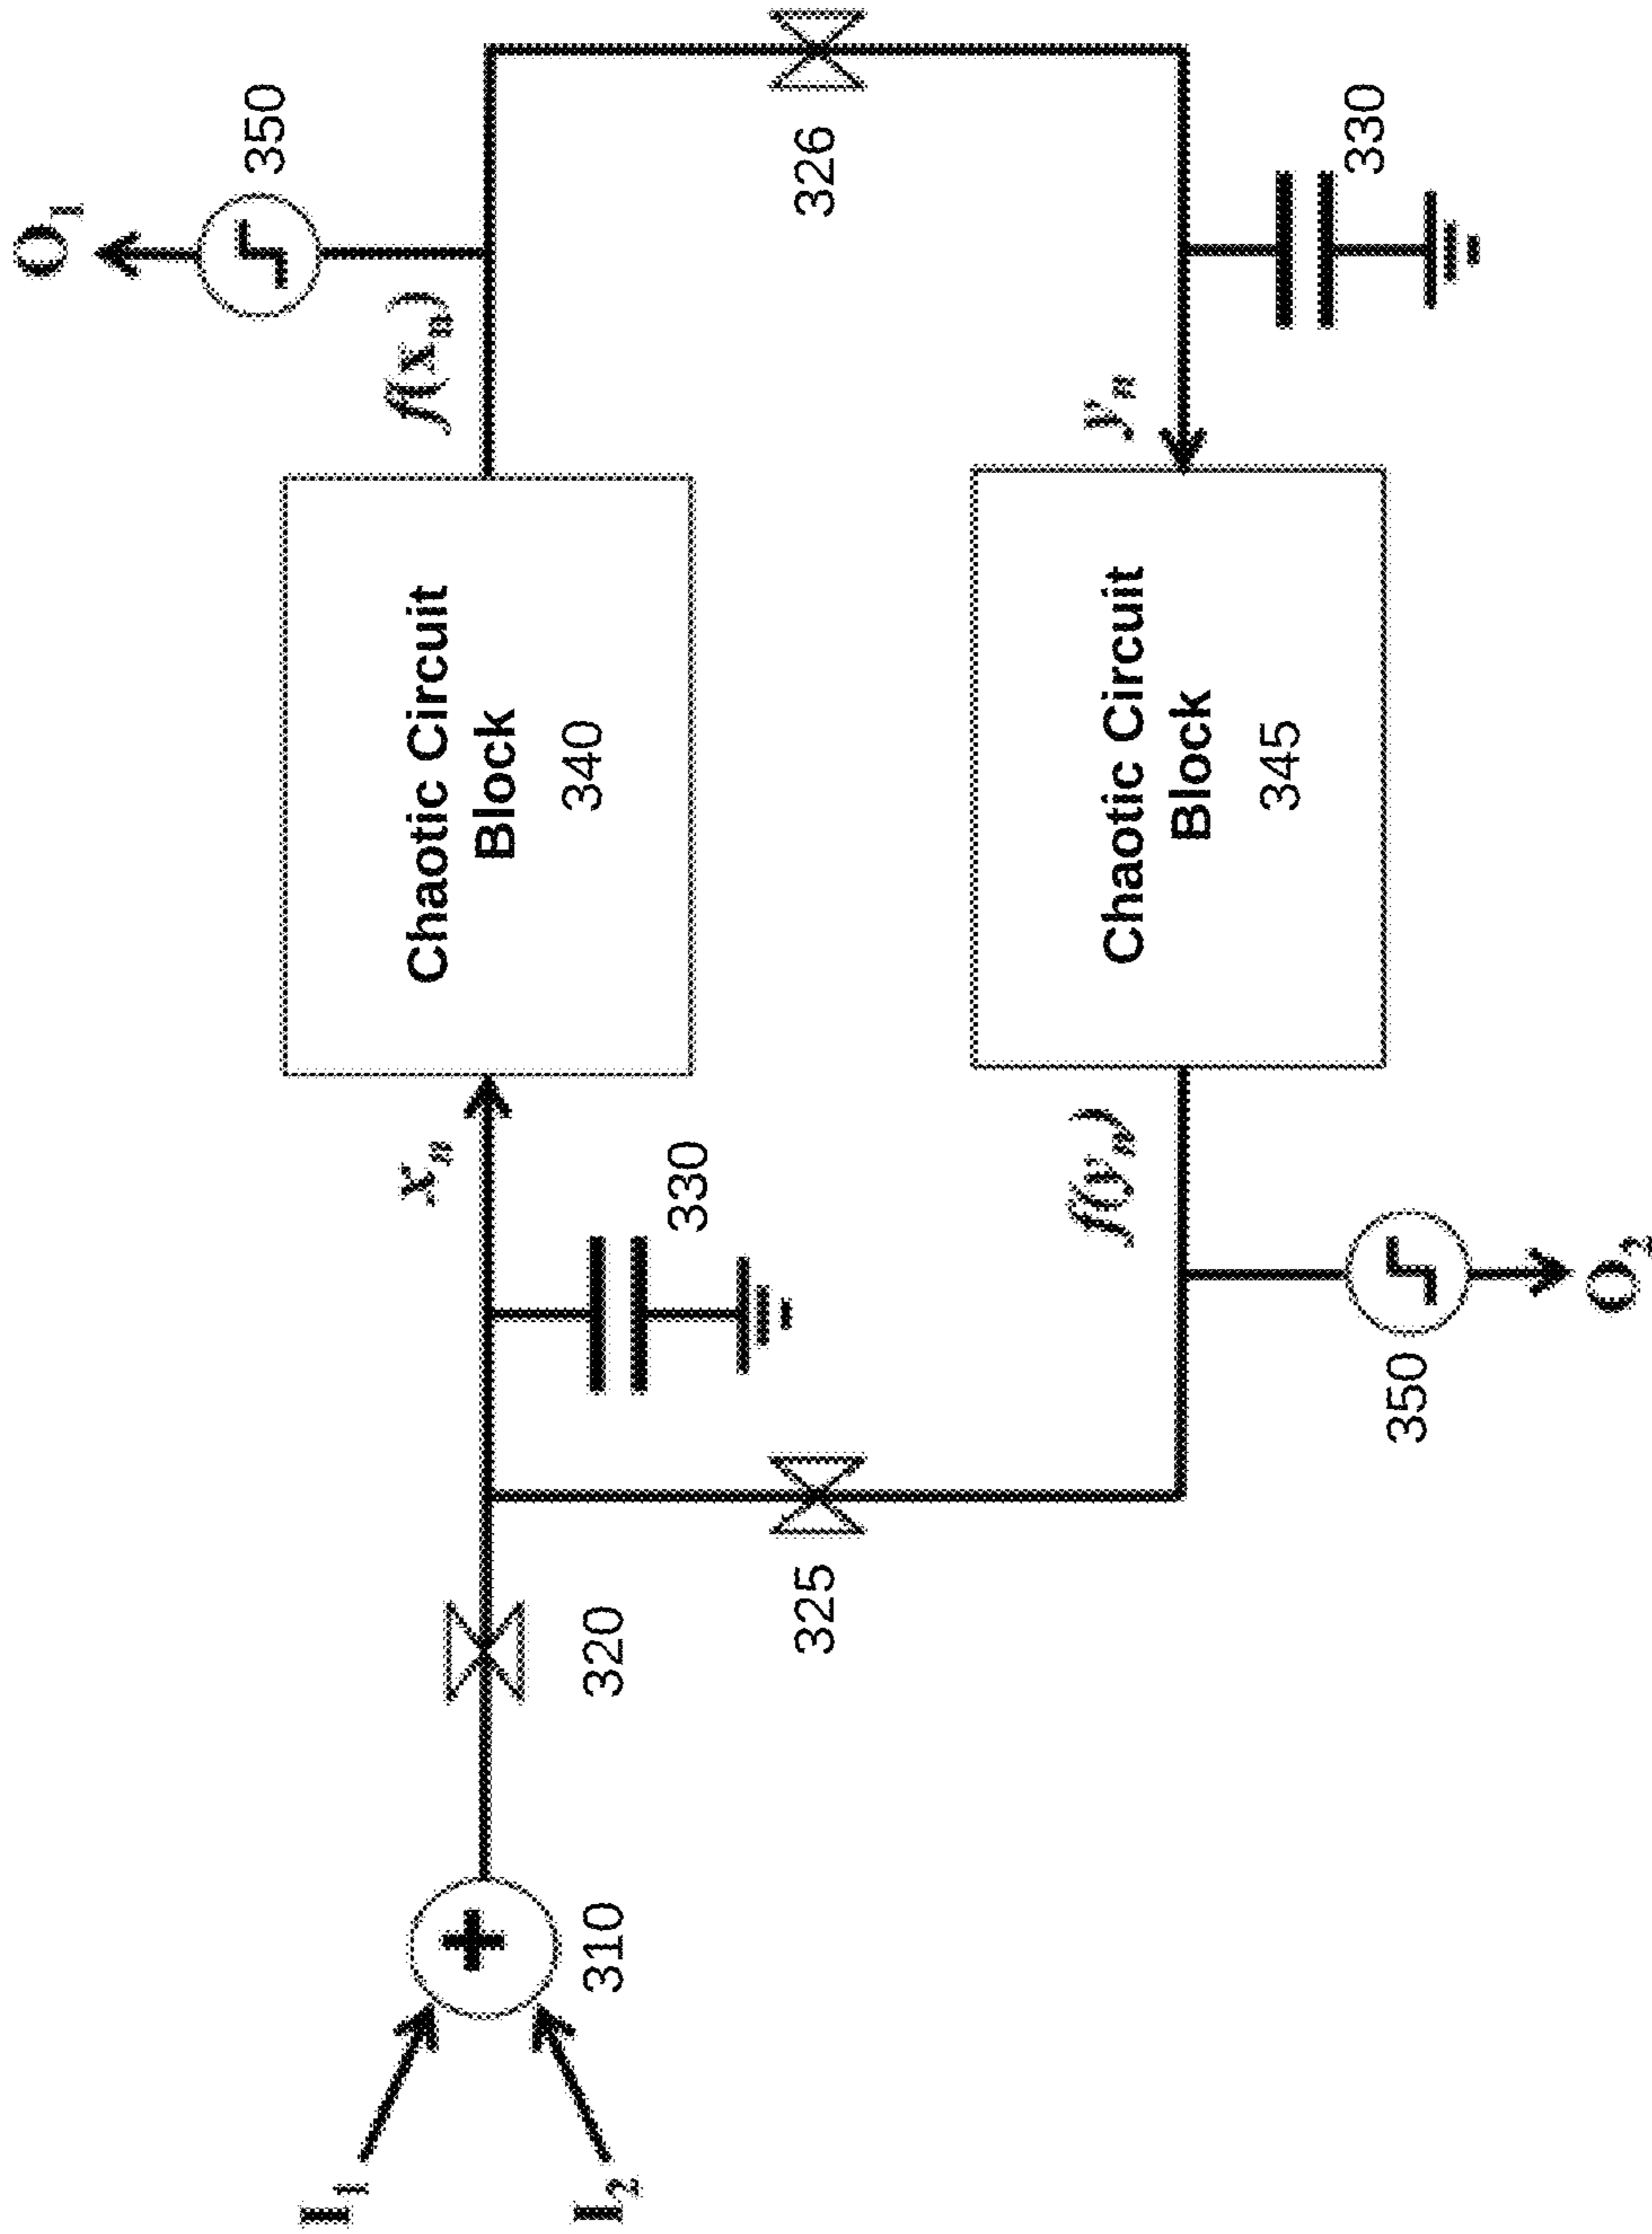 I₁
I₂
+
310
320
325
330
xₙ
Chaotic Circuit
Block
340
f(xₙ)
350
O₁
326
330
yₙ
Chaotic Circuit
Block
345
f(yₙ)
350
O₂